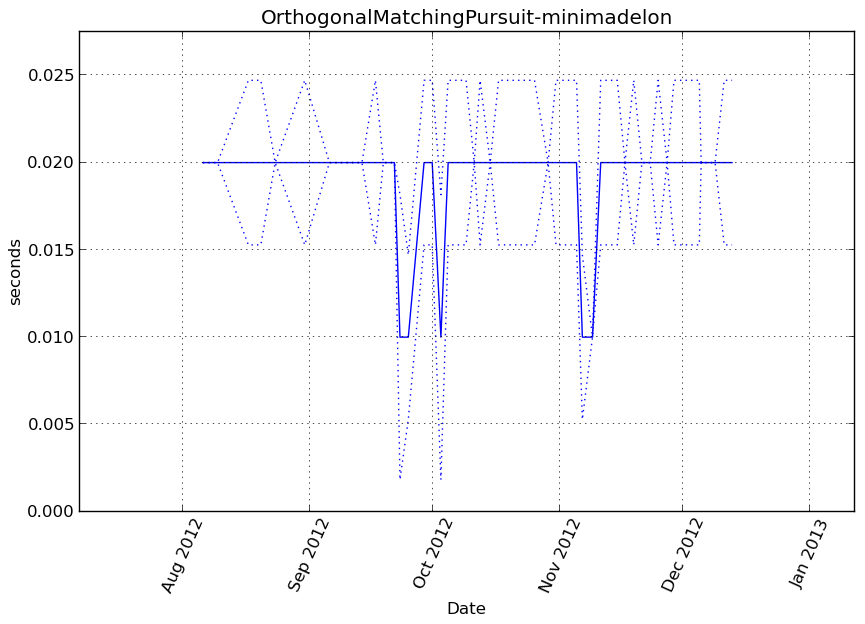 OrthogonalMatchingPursuit-minimadelon
0.025
0.020
0.015
0.010
0.005
0.000
seconds
Aug 2012
Sep 2012
Oct 2012
Nov 2012
Dec 2012
Jan 2013
Date